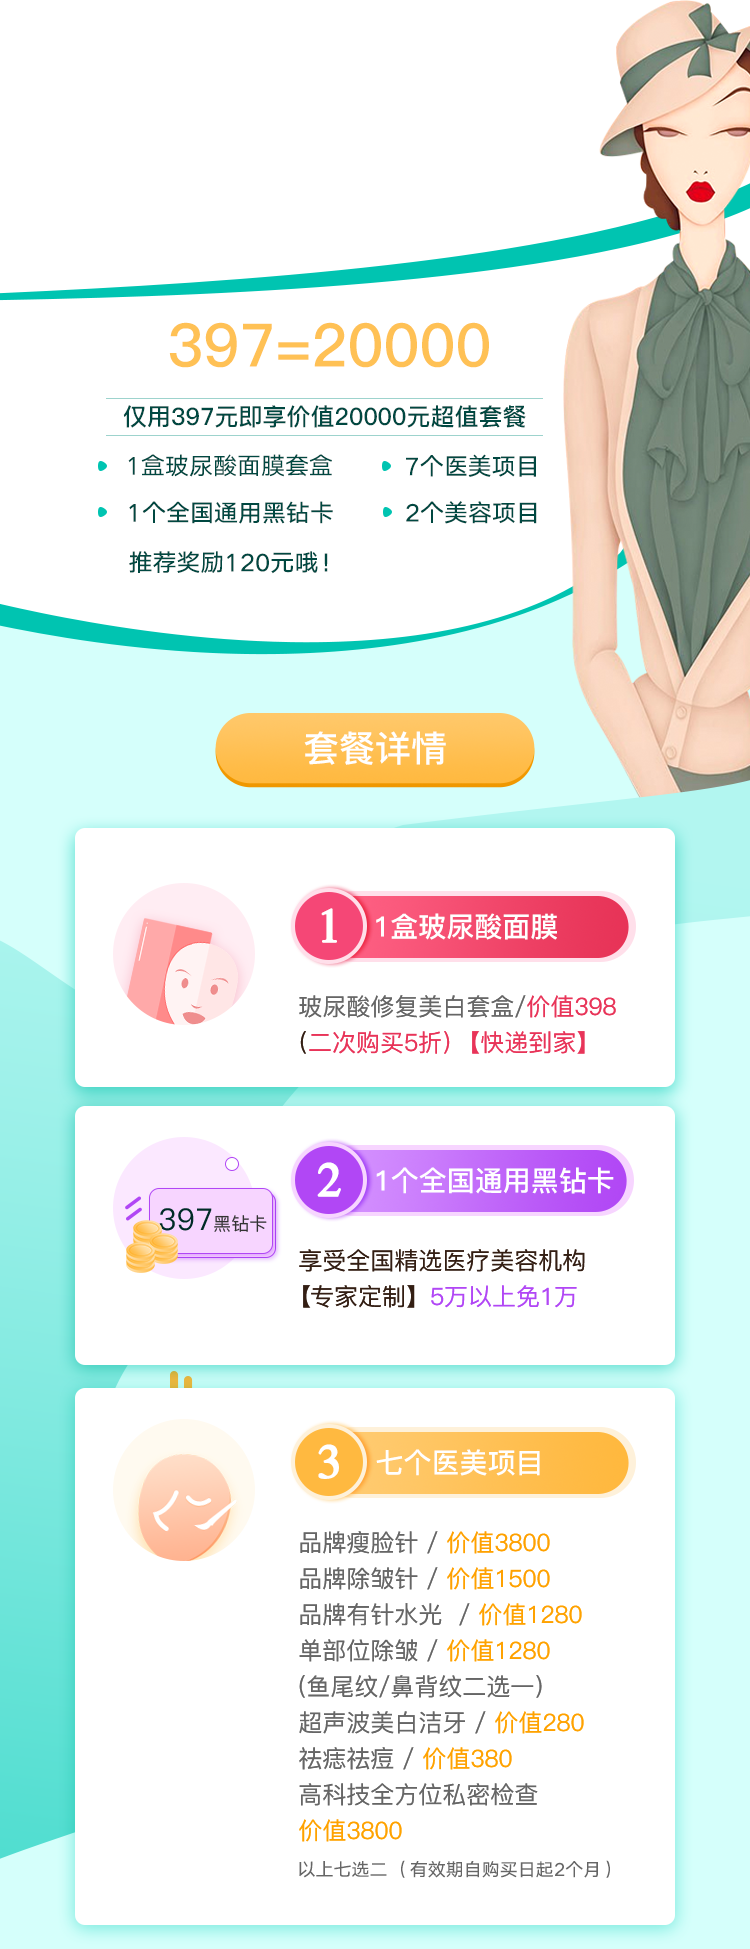 397=20000
仅用397元即享价值20000元超值套餐
1盒玻尿酸面膜套盒
7个医美项目
1个全国通用黑钻卡
2个美容项目
推荐奖励120元哦!
套餐详情
1 1盒玻尿酸面膜
玻尿酸修复美白套盒/价值398
(二次购买5折)【快递到家】
2 1个全国通用黑钻卡
397黑钻卡
享受全国精选医疗美容机构
【专家定制】5万以上免1万
3 七个医美项目
品牌瘦脸针 / 价值3800
品牌除皱针 / 价值1500
品牌有针水光 / 价值1280
单部位除皱 / 价值1280
(鱼尾纹/鼻背纹二选一)
超声波美白洁牙 / 价值280
祛痣祛痘 / 价值380
高科技全方位私密检查
价值3800
以上七选二（有效期自购买日起2个月）